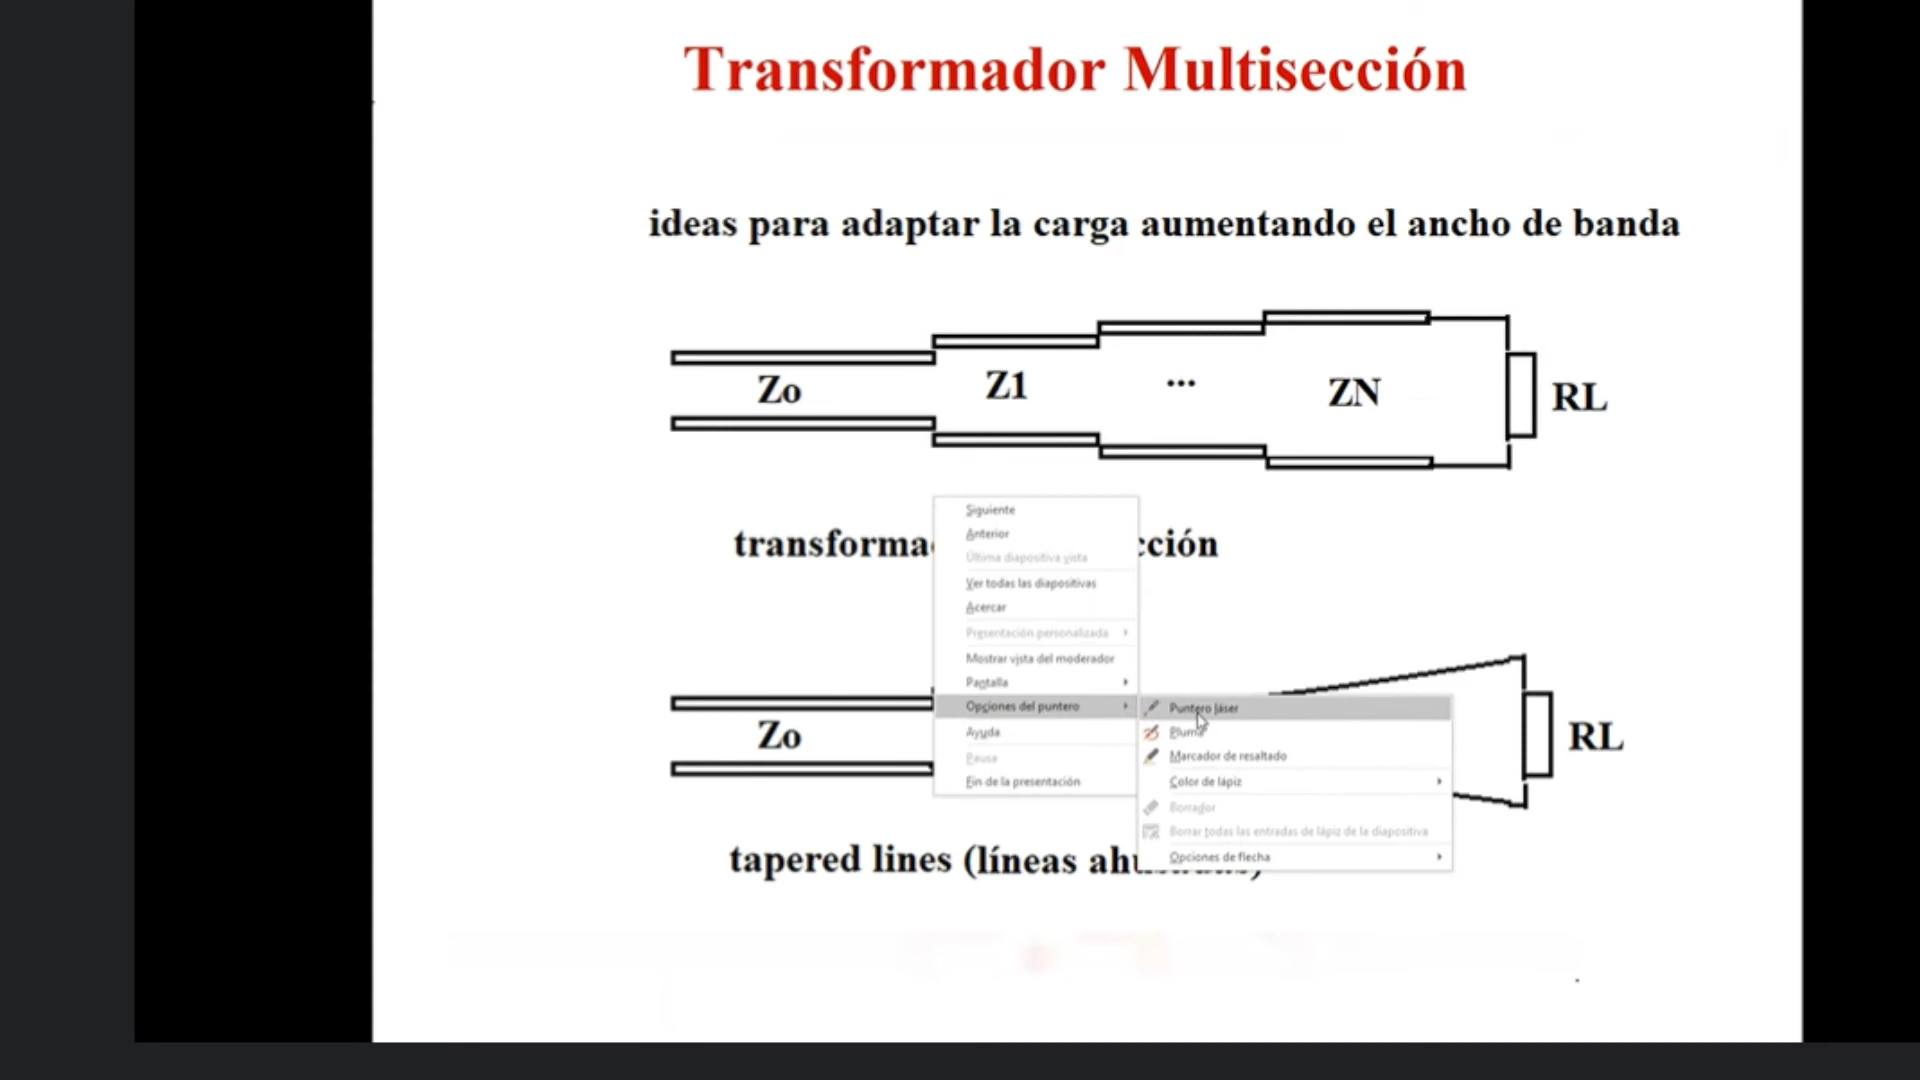 Transformador Multisección
ideas para adaptar la carga aumentando el ancho de banda
Zo Z1 ... ZN RL
transforma cción
Siguiente
Anterior
Última diapositiva vista
Ver todas las diapositivas
Acercar
Presentación personalizada
Mostrar vista del moderador
Pantalla
Opciones del puntero
Ayuda
Pausa
Fin de la presentación
Puntero láser
Pluma
Marcador de resaltado
Color de lápiz
Borrador
Borrar todas las entradas de lápiz de la diapositiva
Opciones de flecha
Zo RL
tapered lines (líneas